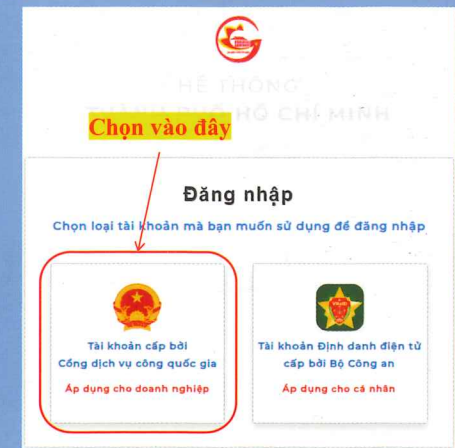 HỆ THỐNG
THÀNH PHỐ HỒ CHÍ MINH
Chọn vào đây
Đăng nhập
Chọn loại tài khoản mà bạn muốn sử dụng để đăng nhập
Tài khoản cấp bởi
Cổng dịch vụ công quốc gia
Áp dụng cho doanh nghiệp
Tài khoản Định danh điện tử
cấp bởi Bộ Công an
Áp dụng cho cá nhân